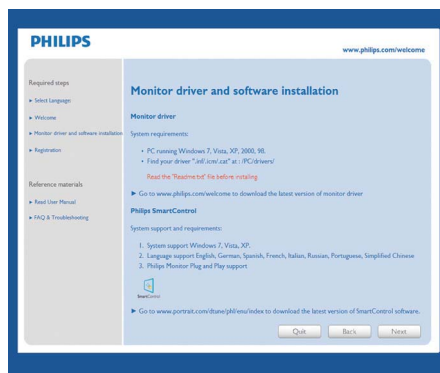 PHILIPS
www.philips.com/welcome
Required steps
Select Language
Welcome
Monitor driver and software installation
Registration
Reference materials
Read User Manual
FAQ & Troubleshooting
Monitor driver and software installation
Monitor driver
System requirements:
• PC running Windows 7, Vista, XP, 2000, 98.
• Find your driver ".inf/.icm/.cat" at : /PC/drivers/
Read the "Readme.txt" file before installing
Go to www.philips.com/welcome to download the latest version of monitor driver
Philips SmartControl
System support and requirements:
1. System support Windows 7, Vista, XP.
2. Language support English, German, Spanish, French, Italian, Russian, Portuguese, Simplified Chinese
3. Philips Monitor Plug and Play support
SmartControl
Go to www.portrait.com/dtune/phl/enu/index to download the latest version of SmartControl software.
Quit
Back
Next